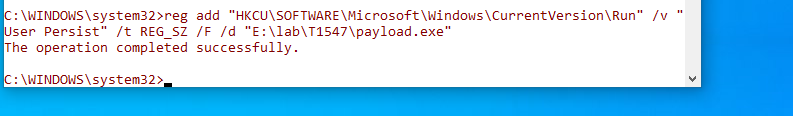 C:\WINDOWS\system32>reg add "HKCU\SOFTWARE\Microsoft\Windows\CurrentVersion\Run" /v "
User Persist" /t REG_SZ /F /d "E:\lab\T1547\payload.exe"
The operation completed successfully.
C:\WINDOWS\system32>